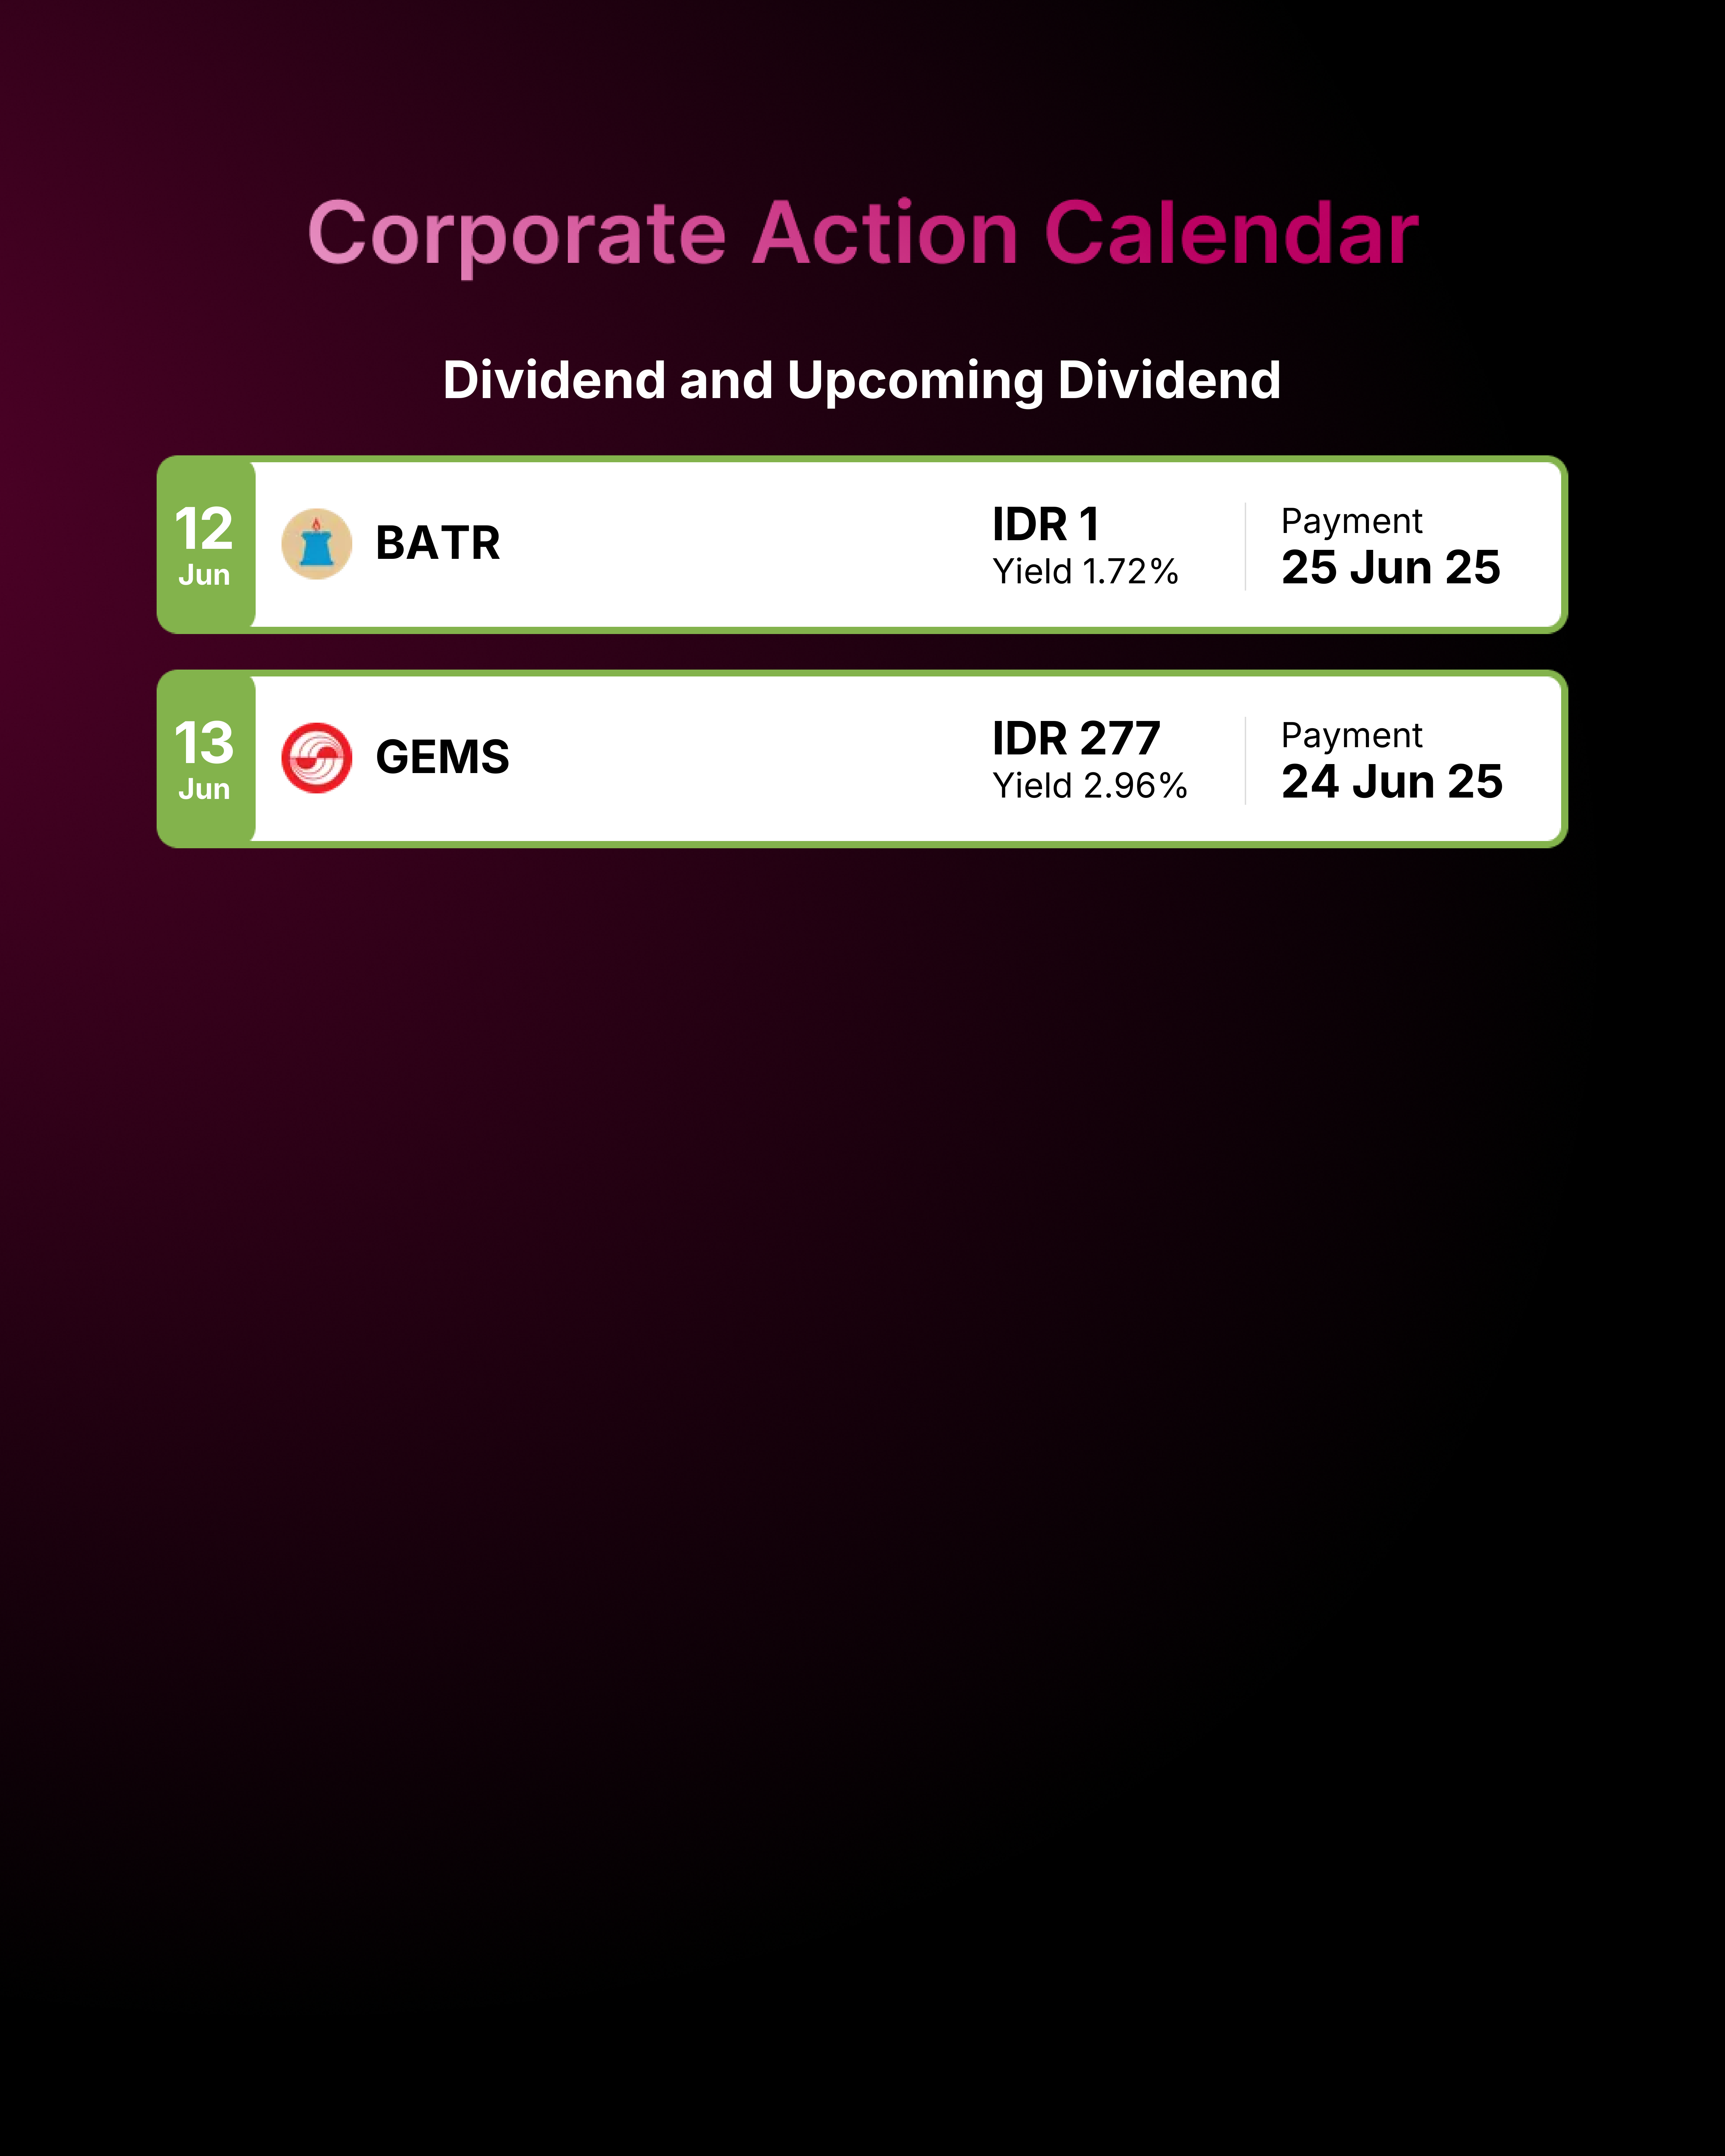 Corporate Action Calendar
Dividend and Upcoming Dividend
12
Jun
BATR
IDR 1
Yield 1.72%
Payment
25 Jun 25
13
Jun
GEMS
IDR 277
Yield 2.96%
Payment
24 Jun 25